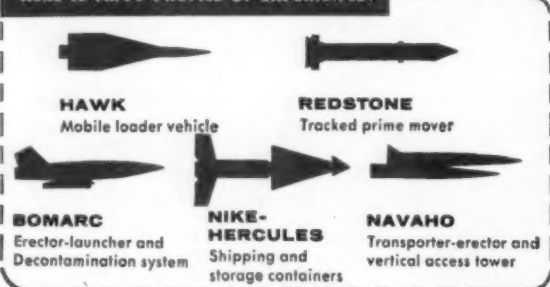 HAWK
Mobile loader vehicle
REDSTONE
Tracked prime mover
BOMARC
Erector-launcher and
Decontamination system
NIKE-
HERCULES
Shipping and
storage containers
NAVAHO
Transporter-erector and
vertical access tower